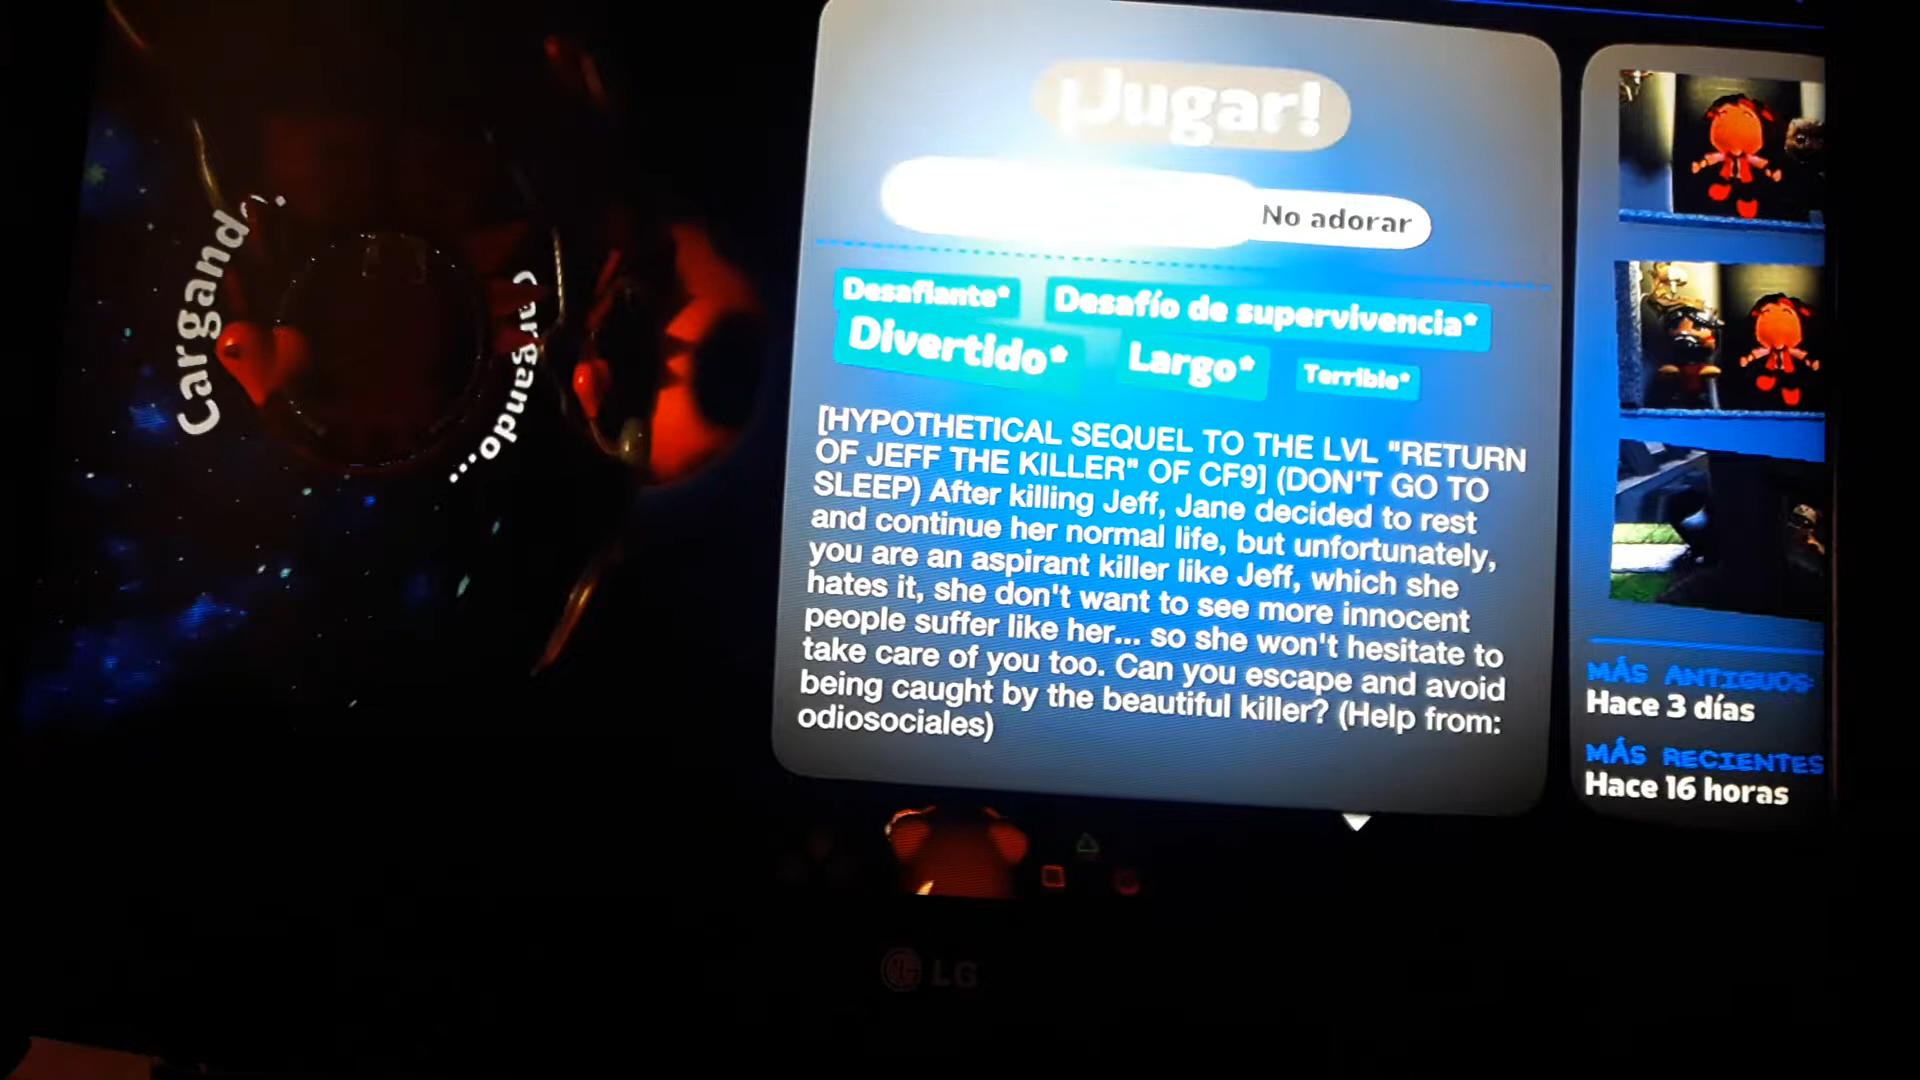 Cargando...
Cargando...
¡Jugar!
No adorar
Desafiante*
Desafío de supervivencia*
Divertido*
Largo*
Terrible*
[HYPOTHETICAL SEQUEL TO THE LVL "RETURN
OF JEFF THE KILLER" OF CF9] (DON'T GO TO
SLEEP) After killing Jeff, Jane decided to rest
and continue her normal life, but unfortunately,
you are an aspirant killer like Jeff, which she
hates it, she don't want to see more innocent
people suffer like her... so she won't hesitate to
take care of you too. Can you escape and avoid
being caught by the beautiful killer? (Help from:
odiosociales)
MÁS ANTIGUOS:
Hace 3 días
MÁS RECIENTES
Hace 16 horas
LG